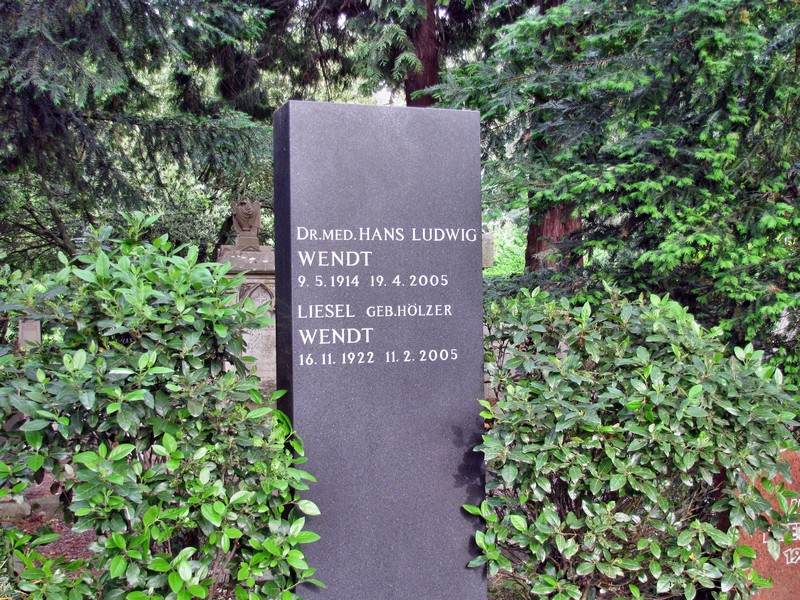 DR. MED. HANS LUDWIG
WENDT
9. 5. 1914 19. 4. 2005
LIESEL GEB. HÖLZER
WENDT
16. 11. 1922 11. 2. 2005